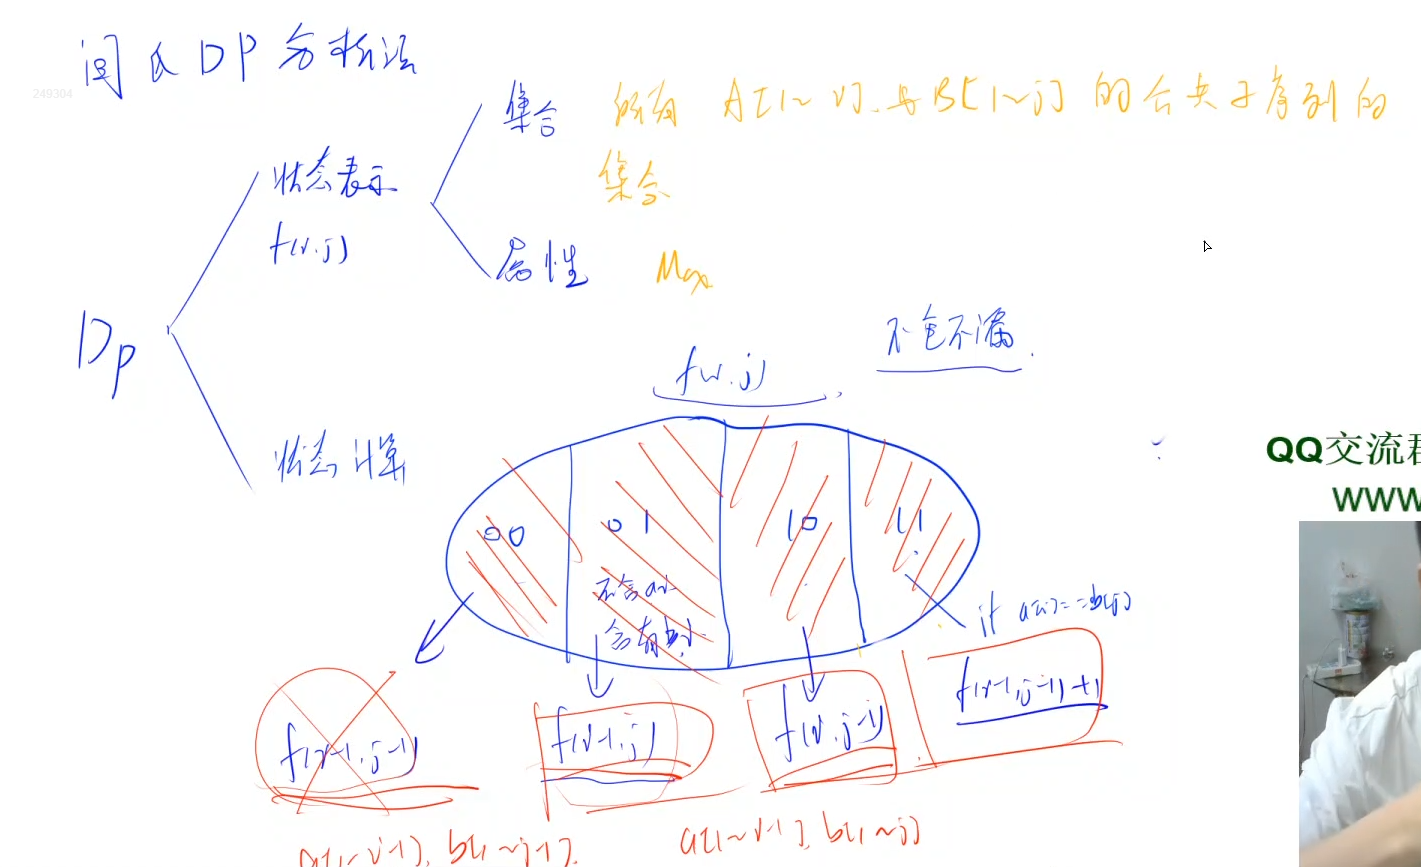 闫氏DP分析法
249304
集合 所有A[1~i]与B[1~j]的公共子序列的
集合
状态表示
f(i,j)
属性 Max
DP
不重不漏
f(i,j)
状态计算
QQ交流群
WWW
00 01 10 11
不含a[i]
含有b[j]
if a[i]==b[j]
f(i-1,j-1)+1
f(i-1,j-1) f(i-1,j) f(i,j-1)
a[1~i-1], b[1~j-1]
a[1~i-1], b[1~j]